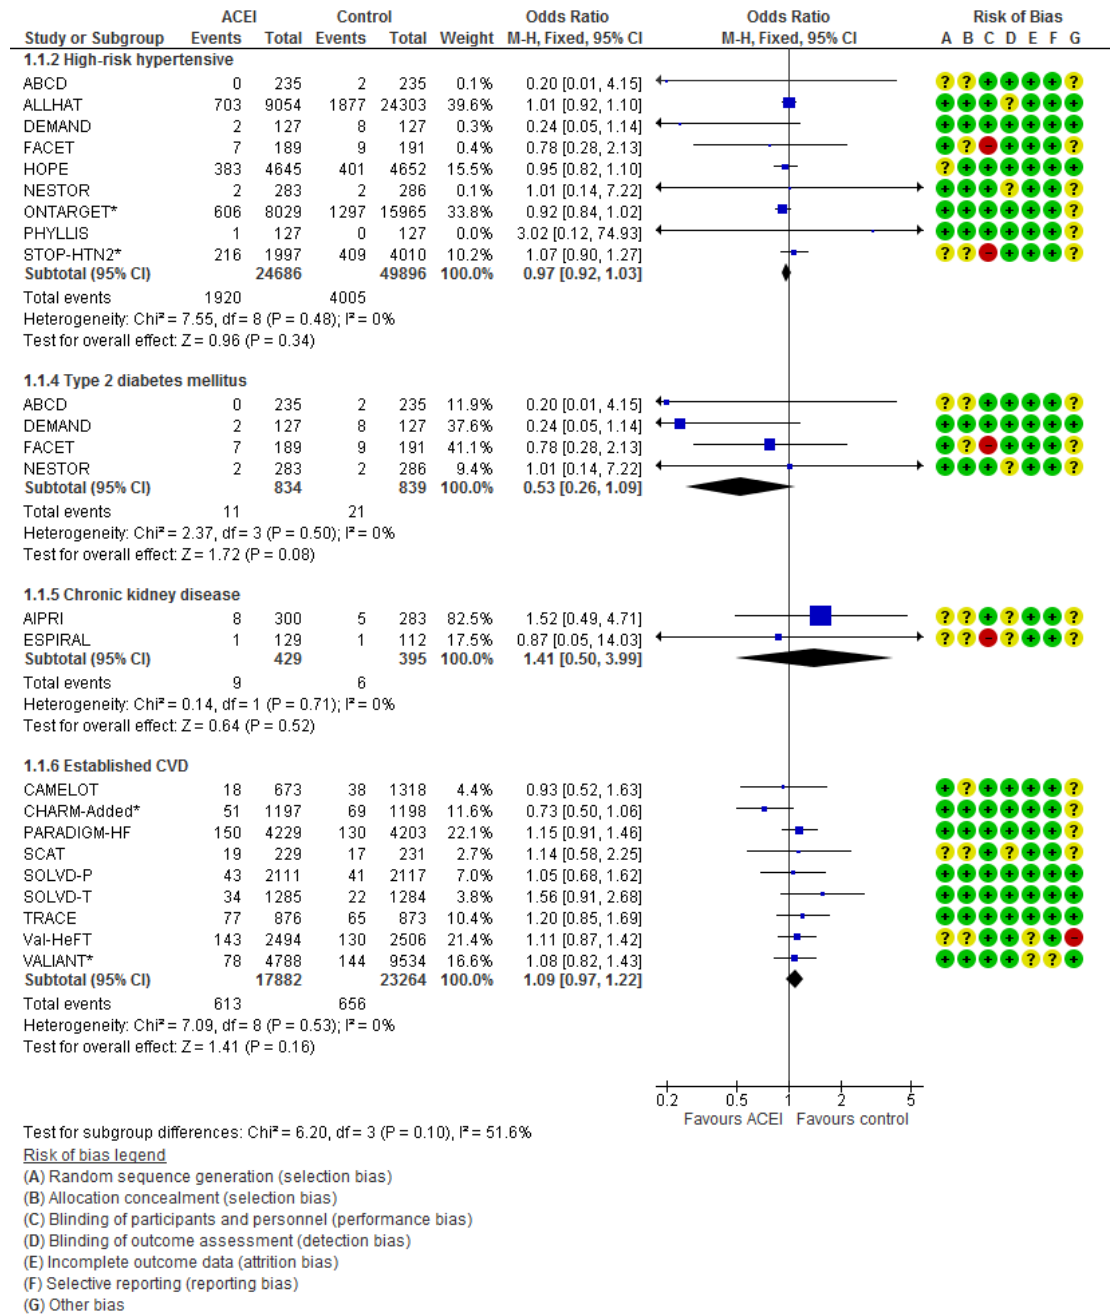 ACEI Control Odds Ratio Odds Ratio Risk of Bias
Study or Subgroup Events Total Events Total Weight M-H, Fixed, 95% CI M-H, Fixed, 95% CI A B C D E F G
1.1.2 High-risk hypertensive
ABCD 0 235 2 235 0.1% 0.20 [0.01, 4.15] ? ? + + + + ?
ALLHAT 703 9054 1877 24303 39.6% 1.01 [0.92, 1.10] + + + ? + + +
DEMAND 2 127 8 127 0.3% 0.24 [0.05, 1.14] + + + + + + +
FACET 7 189 9 191 0.4% 0.78 [0.28, 2.13] + ? - + + + ?
HOPE 383 4645 401 4652 15.5% 0.95 [0.82, 1.10] ? + + + + + +
NESTOR 2 283 2 286 0.1% 1.01 [0.14, 7.22] + + + ? + + ?
ONTARGET* 606 8029 1297 15965 33.8% 0.92 [0.84, 1.02] + + + + + + ?
PHYLLIS 1 127 0 127 0.0% 3.02 [0.12, 74.93] + + + + + + ?
STOP-HTN2* 216 1997 409 4010 10.2% 1.07 [0.90, 1.27] ? ? - + + + ?
Subtotal (95% CI) 24686 49896 100.0% 0.97 [0.92, 1.03]
Total events 1920 4005
Heterogeneity: Chi² = 7.55, df = 8 (P = 0.48); I² = 0%
Test for overall effect: Z = 0.96 (P = 0.34)
1.1.4 Type 2 diabetes mellitus
ABCD 0 235 2 235 11.9% 0.20 [0.01, 4.15] ? ? + + + + ?
DEMAND 2 127 8 127 37.6% 0.24 [0.05, 1.14] + + + + + + +
FACET 7 189 9 191 41.1% 0.78 [0.28, 2.13] + ? - + + + ?
NESTOR 2 283 2 286 9.4% 1.01 [0.14, 7.22] + + + ? + + ?
Subtotal (95% CI) 834 839 100.0% 0.53 [0.26, 1.09]
Total events 11 21
Heterogeneity: Chi² = 2.37, df = 3 (P = 0.50); I² = 0%
Test for overall effect: Z = 1.72 (P = 0.08)
1.1.5 Chronic kidney disease
AIPRI 8 300 5 283 82.5% 1.52 [0.49, 4.71] ? ? + ? + + ?
ESPIRAL 1 129 1 112 17.5% 0.87 [0.05, 14.03] ? ? - ? + + ?
Subtotal (95% CI) 429 395 100.0% 1.41 [0.50, 3.99]
Total events 9 6
Heterogeneity: Chi² = 0.14, df = 1 (P = 0.71); I² = 0%
Test for overall effect: Z = 0.64 (P = 0.52)
1.1.6 Established CVD
CAMELOT 18 673 38 1318 4.4% 0.93 [0.52, 1.63] + ? + + + + ?
CHARM-Added* 51 1197 69 1198 11.6% 0.73 [0.50, 1.06] + + + + + + ?
PARADIGM-HF 150 4229 130 4203 22.1% 1.15 [0.91, 1.46] + + + + + + ?
SCAT 19 229 17 231 2.7% 1.14 [0.58, 2.25] ? ? + ? + + ?
SOLVD-P 43 2111 41 2117 7.0% 1.05 [0.68, 1.62] + + + + + + +
SOLVD-T 34 1285 22 1284 3.8% 1.56 [0.91, 2.68] + + + + + + +
TRACE 77 876 65 873 10.4% 1.20 [0.85, 1.69] + + + + + + +
Val-HeFT 143 2494 130 2506 21.4% 1.11 [0.87, 1.42] ? ? + + ? + -
VALIANT* 78 4788 144 9534 16.6% 1.08 [0.82, 1.43] + + + + ? ? +
Subtotal (95% CI) 17882 23264 100.0% 1.09 [0.97, 1.22]
Total events 613 656
Heterogeneity: Chi² = 7.09, df = 8 (P = 0.53); I² = 0%
Test for overall effect: Z = 1.41 (P = 0.16)
0.2 0.5 1 2 5
Favours ACEI Favours control
Test for subgroup differences: Chi² = 6.20, df = 3 (P = 0.10), I² = 51.6%
Risk of bias legend
(A) Random sequence generation (selection bias)
(B) Allocation concealment (selection bias)
(C) Blinding of participants and personnel (performance bias)
(D) Blinding of outcome assessment (detection bias)
(E) Incomplete outcome data (attrition bias)
(F) Selective reporting (reporting bias)
(G) Other bias